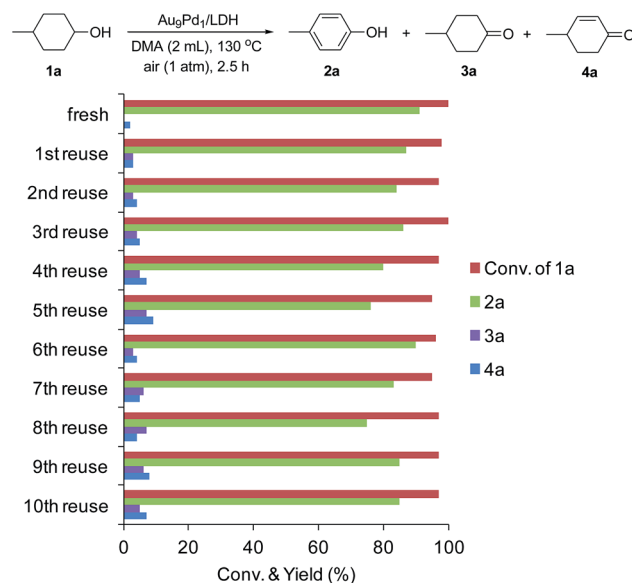 Au₉Pd₁/LDH
OH
DMA (2 mL), 130 °C
air (1 atm), 2.5 h
OH
+
O
+
O
1a
2a
3a
4a
fresh
1st reuse
2nd reuse
3rd reuse
4th reuse
5th reuse
6th reuse
7th reuse
8th reuse
9th reuse
10th reuse
Conv. of 1a
2a
3a
4a
0 20 40 60 80 100
Conv. & Yield (%)